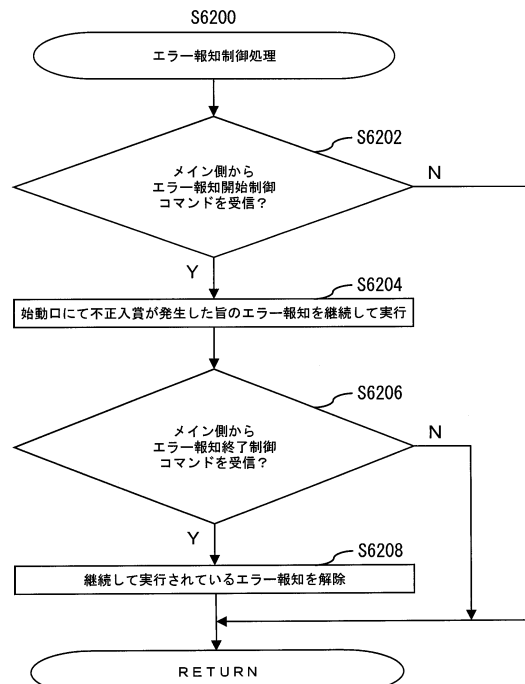 S6200
エラー報知制御処理
S6202
メイン側から
エラー報知開始制御
コマンドを受信？
N
Y
S6204
始動口にて不正入賞が発生した旨のエラー報知を継続して実行
S6206
メイン側から
エラー報知終了制御
コマンドを受信？
N
Y
S6208
継続して実行されているエラー報知を解除
RETURN